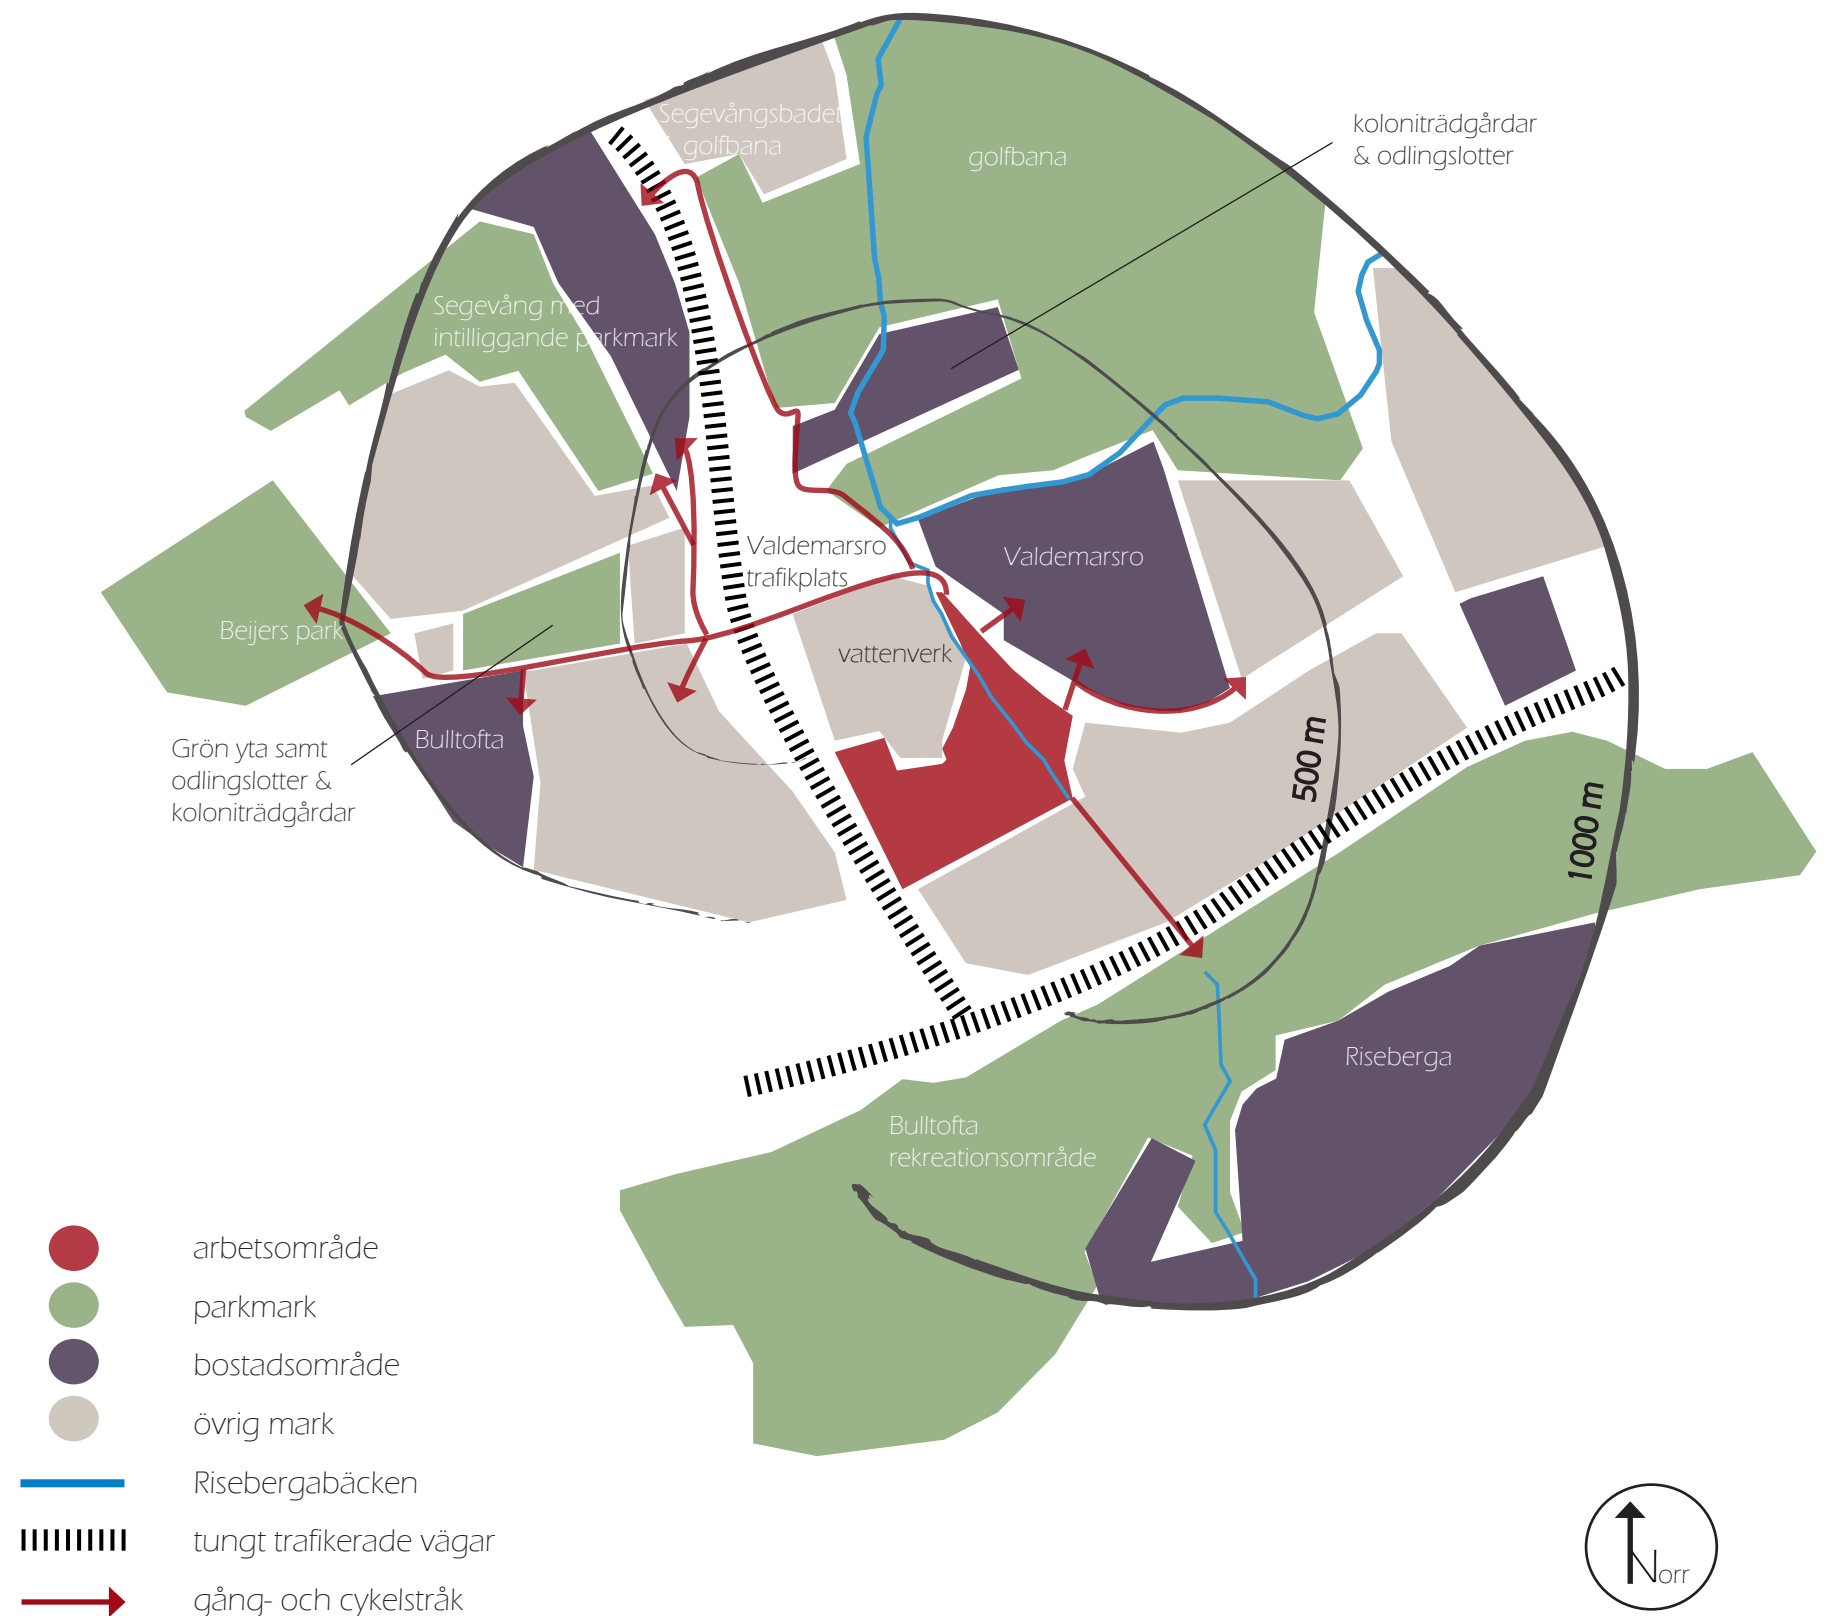 Segevångsbadet
golfbana
golfbana
koloniträdgårdar
& odlingslotter
Segevång med
intilliggande parkmark
Valdemarsro
trafikplats
Valdemarsro
Beijers park
vattenverk
Bulltofta
Grön yta samt
odlingslotter &
koloniträdgårdar
500 m
1000 m
Riseberga
Bulltofta
rekreationsområde
arbetsområde
parkmark
bostadsområde
övrig mark
Risebergabäcken
tungt trafikerade vägar
gång- och cykelstråk
Norr